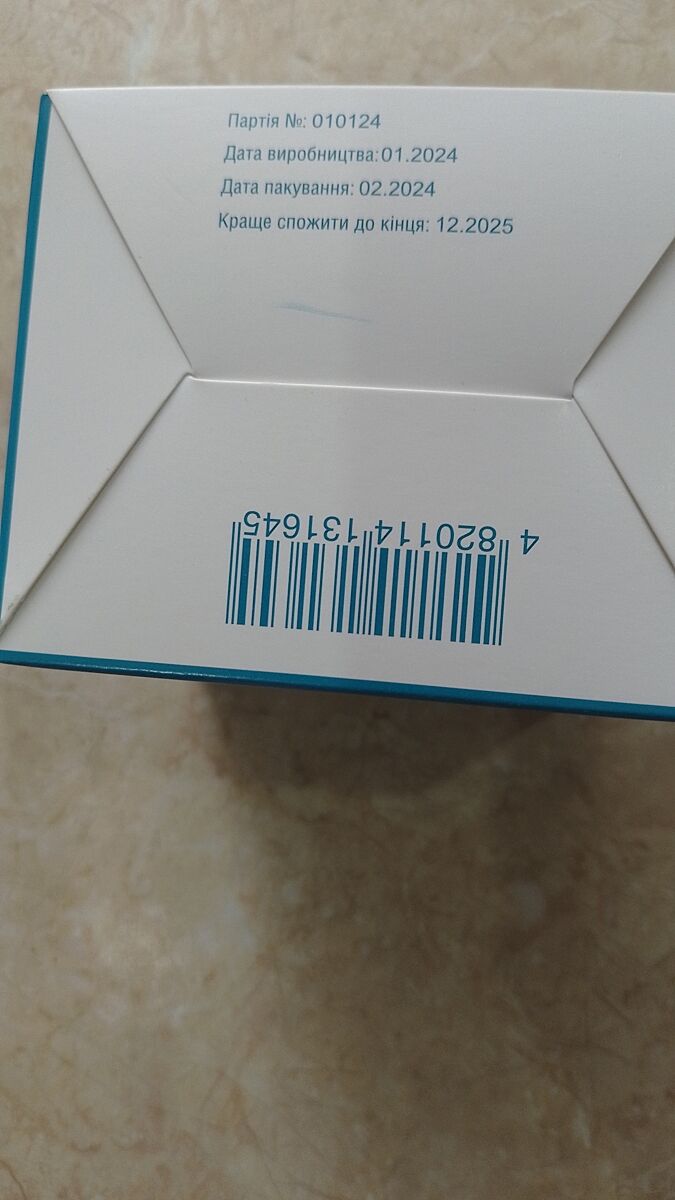 Партія №: 010124
Дата виробництва:01.2024
Дата пакування: 02.2024
Краще спожити до кінця: 12.2025
4 820114 131645